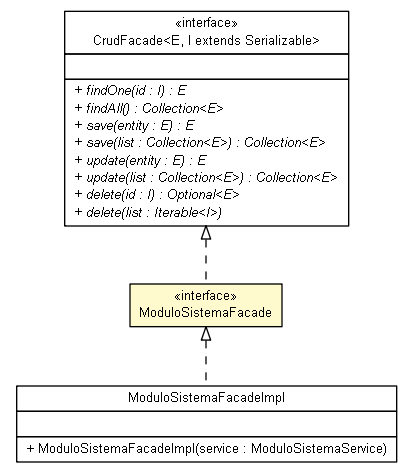 «interface»
CrudFacade<E, I extends Serializable>
+ findOne(id : I) : E
+ findAll() : Collection<E>
+ save(entity : E) : E
+ save(list : Collection<E>) : Collection<E>
+ update(entity : E) : E
+ update(list : Collection<E>) : Collection<E>
+ delete(id : I) : Optional<E>
+ delete(list : Iterable<I>)
«interface»
ModuloSistemaFacade
ModuloSistemaFacadeImpl
+ ModuloSistemaFacadeImpl(service : ModuloSistemaService)